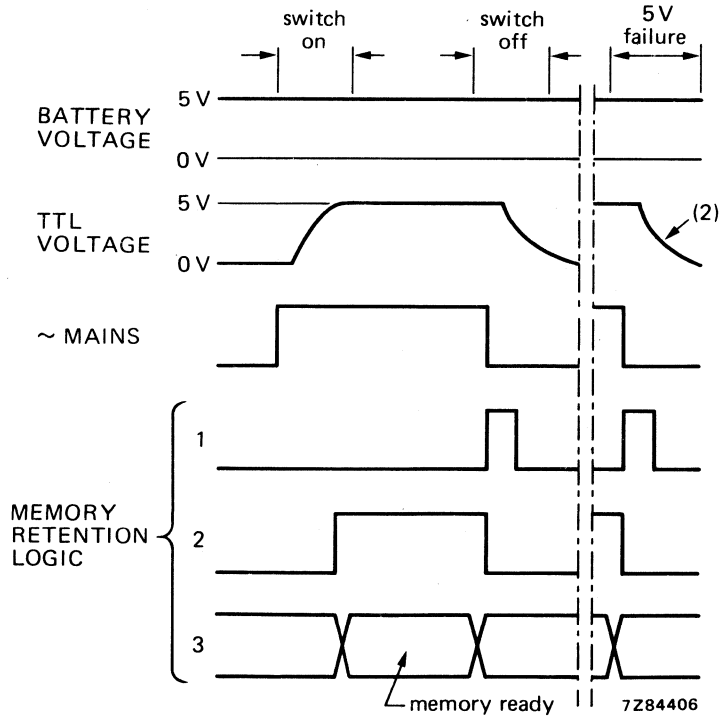 switch
on
switch
off
5 V
failure
BATTERY
VOLTAGE
5 V
0 V
TTL
VOLTAGE
5 V
0 V
(2)
~ MAINS
MEMORY
RETENTION
LOGIC
1
2
3
memory ready
7Z84406